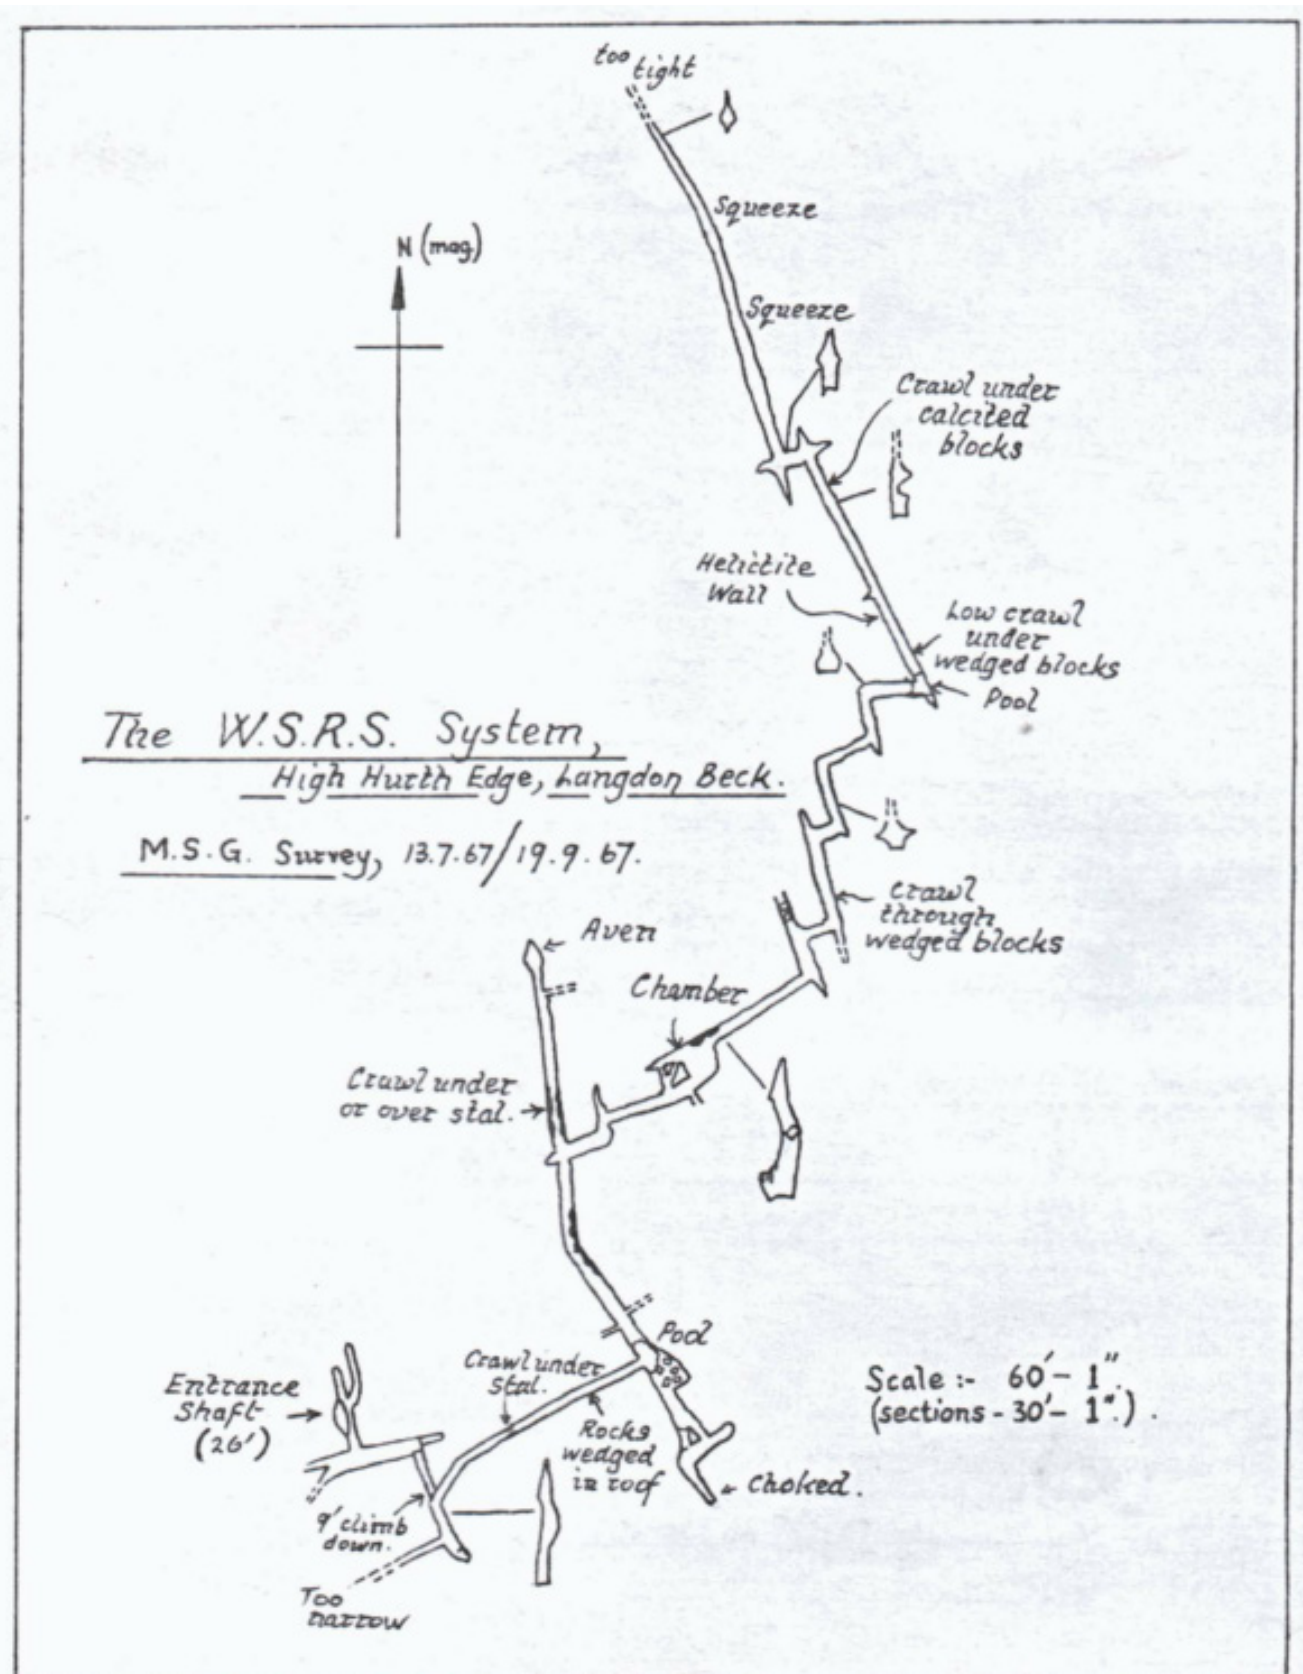 too tight
Squeeze
N (mag)
Squeeze
Crawl under
calcited
blocks
Helictite
Wall
Low crawl
under
wedged blocks
Pool
The W.S.R.S. System,
High Hurth Edge, Langdon Beck.
M.S.G. Survey, 13.7.67/19.9.67.
Crawl
through
wedged blocks
Aven
Chamber
Crawl under
or over stal.
Pool
Crawl under
stal.
Entrance
Shaft
(26')
Scale :- 60' - 1".
(sections - 30' - 1".) .
Rocks
wedged
in roof
Choked.
9' climb
down.
Too
narrow